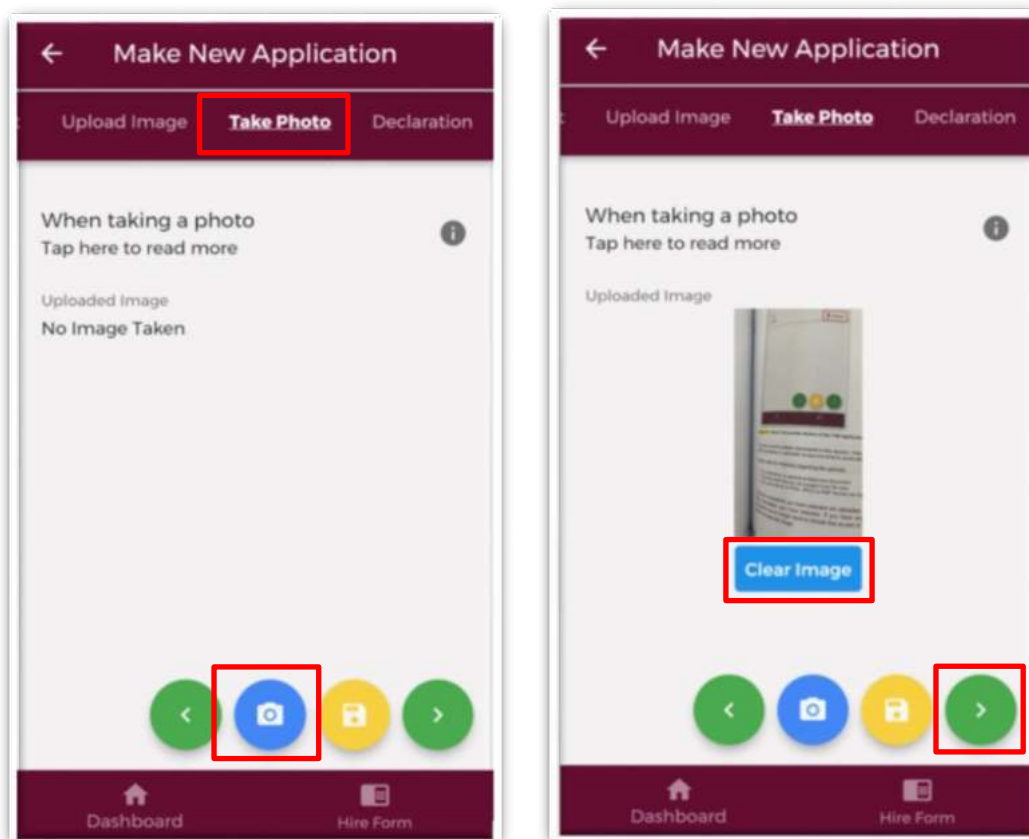 Make New Application
Upload Image Take Photo Declaration
When taking a photo
Tap here to read more
Uploaded Image
No Image Taken
Dashboard Hire Form
Make New Application
Upload Image Take Photo Declaration
When taking a photo
Tap here to read more
Uploaded Image
Clear Image
Dashboard Hire Form